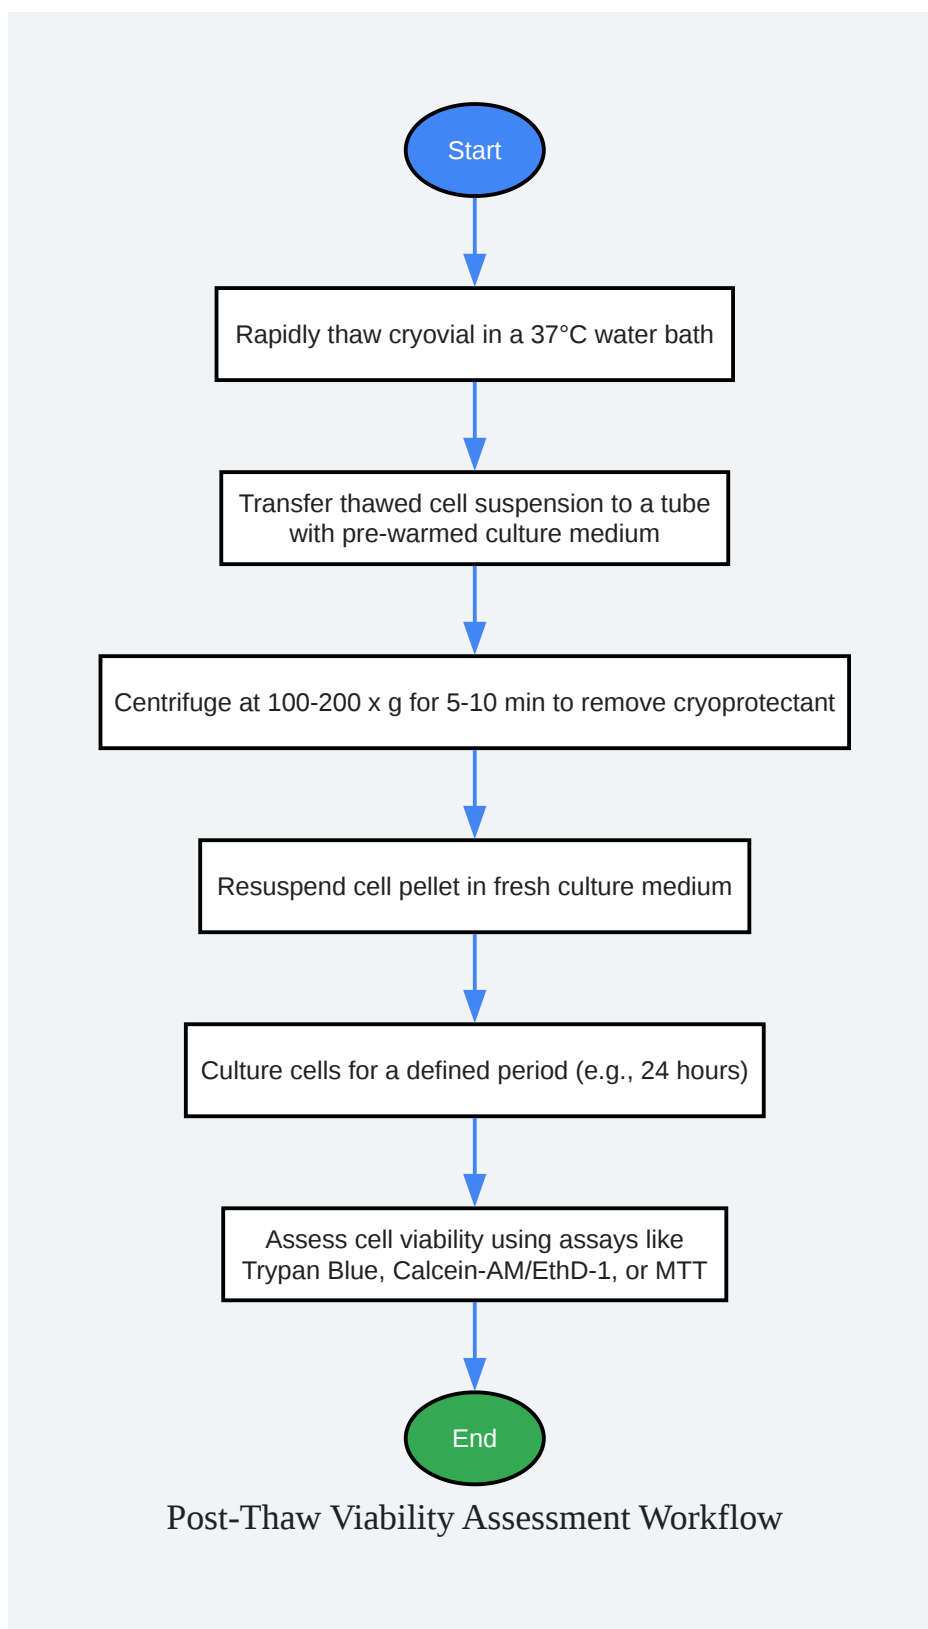 Start
Rapidly thaw cryovial in a 37°C water bath
Transfer thawed cell suspension to a tube
with pre-warmed culture medium
Centrifuge at 100-200 x g for 5-10 min to remove cryoprotectant
Resuspend cell pellet in fresh culture medium
Culture cells for a defined period (e.g., 24 hours)
Assess cell viability using assays like
Trypan Blue, Calcein-AM/EthD-1, or MTT
End
Post-Thaw Viability Assessment Workflow